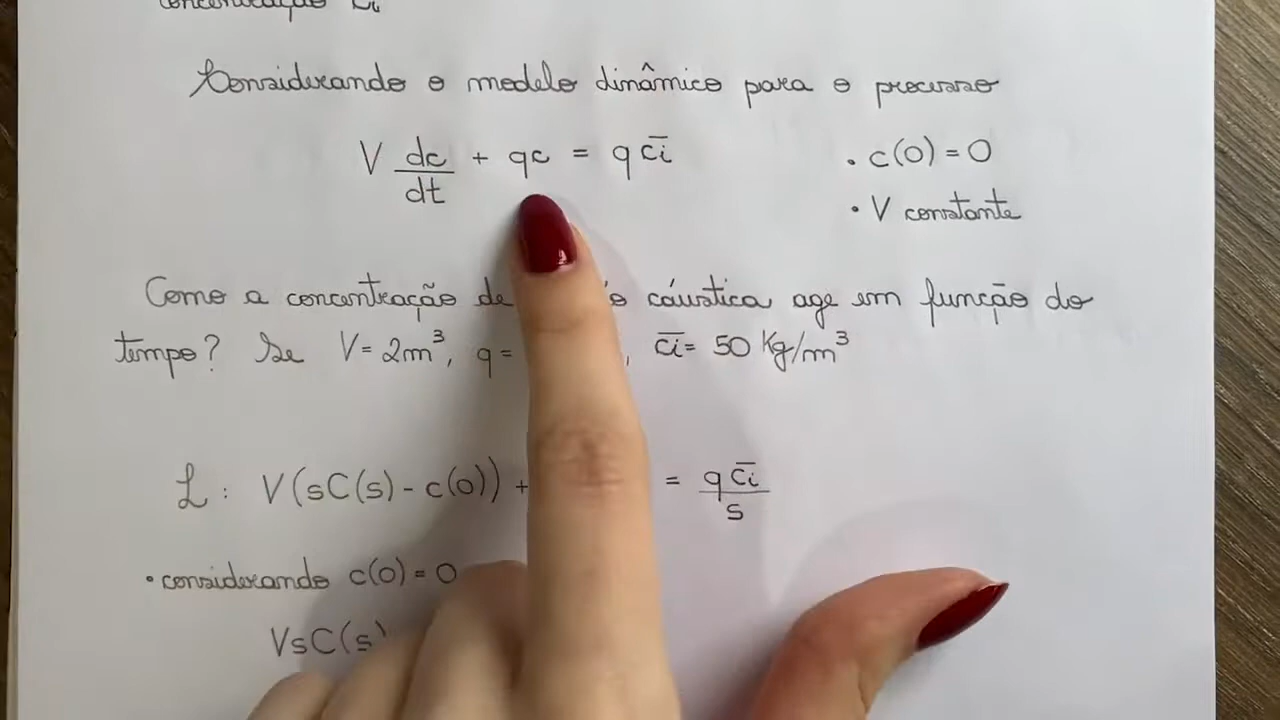 Considerando o modelo dinâmico para o processo
V dc/dt + qc = q c̄i
• c(0) = 0
• V constante
Como a concentração de cáustica age em função do
tempo? Se V = 2m³, q = , c̄i = 50 Kg/m³
ℒ: V(sC(s) - c(0)) + = q c̄i/s
• considerando c(0) = 0
VsC(s)